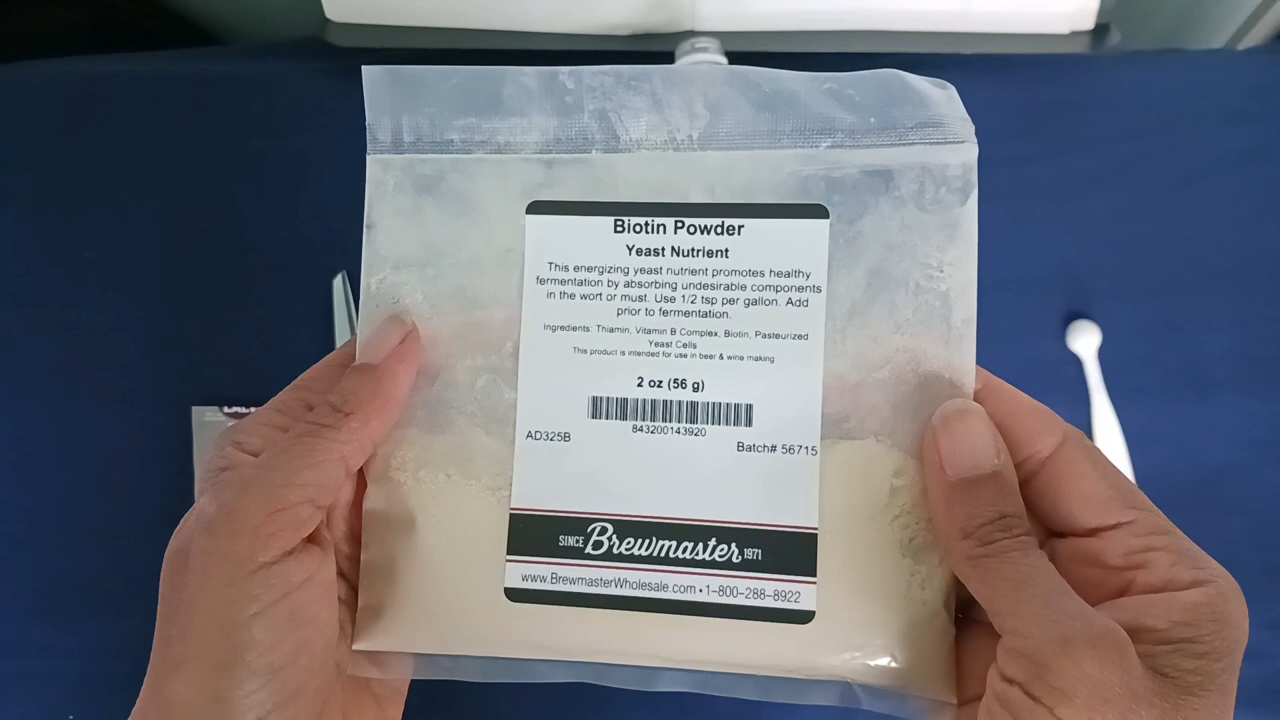 Biotin Powder
Yeast Nutrient
This energizing yeast nutrient promotes healthy
fermentation by absorbing undesirable components
in the wort or must. Use 1/2 tsp per gallon. Add
prior to fermentation.
Ingredients: Thiamin, Vitamin B Complex, Biotin, Pasteurized
Yeast Cells
This product is intended for use in beer & wine making
2 oz (56 g)
843200143920
AD325B
Batch# 56715
SINCE Brewmaster 1971
www.BrewmasterWholesale.com • 1-800-288-8922